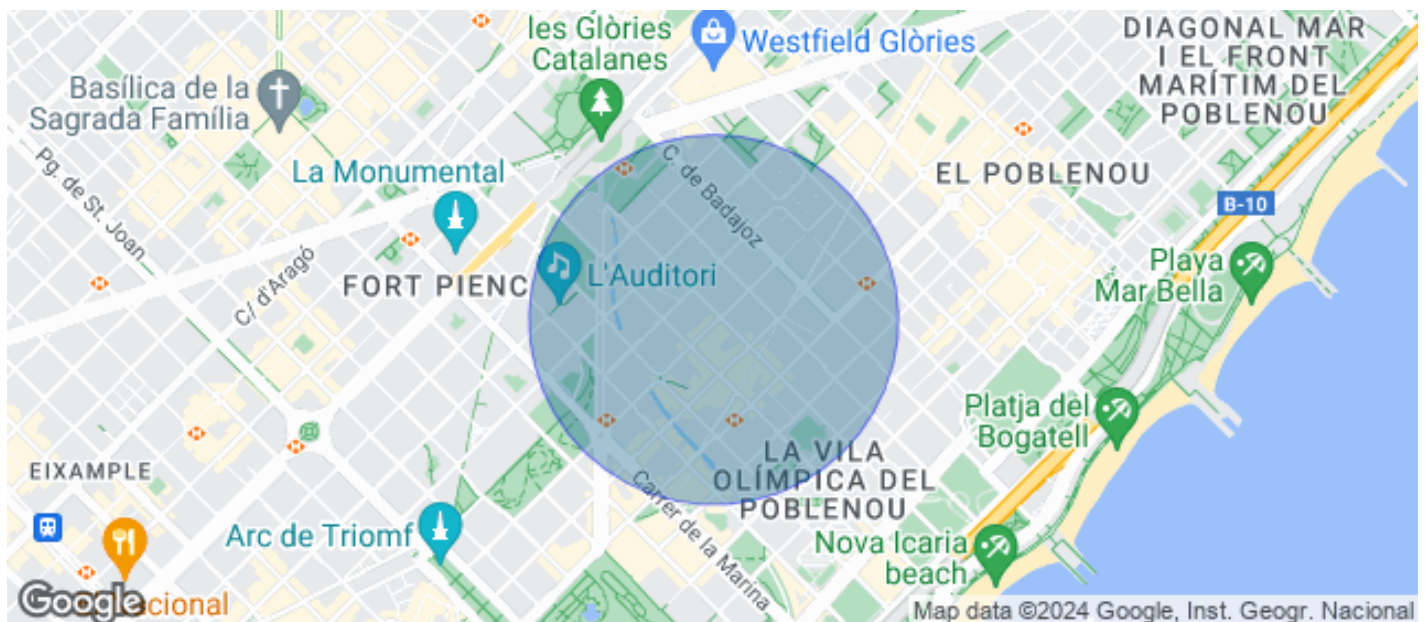 les Glòries
Catalanes
Westfield Glòries
DIAGONAL MAR
I EL FRONT
MARÍTIM DEL
POBLENOU
Basílica de la
Sagrada Família
Pg. de St. Joan
La Monumental
C. de Badajoz
EL POBLENOU
B-10
C/ d'Aragó
FORT PIENC
L'Auditori
Playa
Mar Bella
Platja del
Bogatell
EIXAMPLE
LA VILA
OLÍMPICA DEL
POBLENOU
Carrer de la Marina
Arc de Triomf
Nova Icaria
beach
Google
acional
Map data ©2024 Google, Inst. Geogr. Nacional